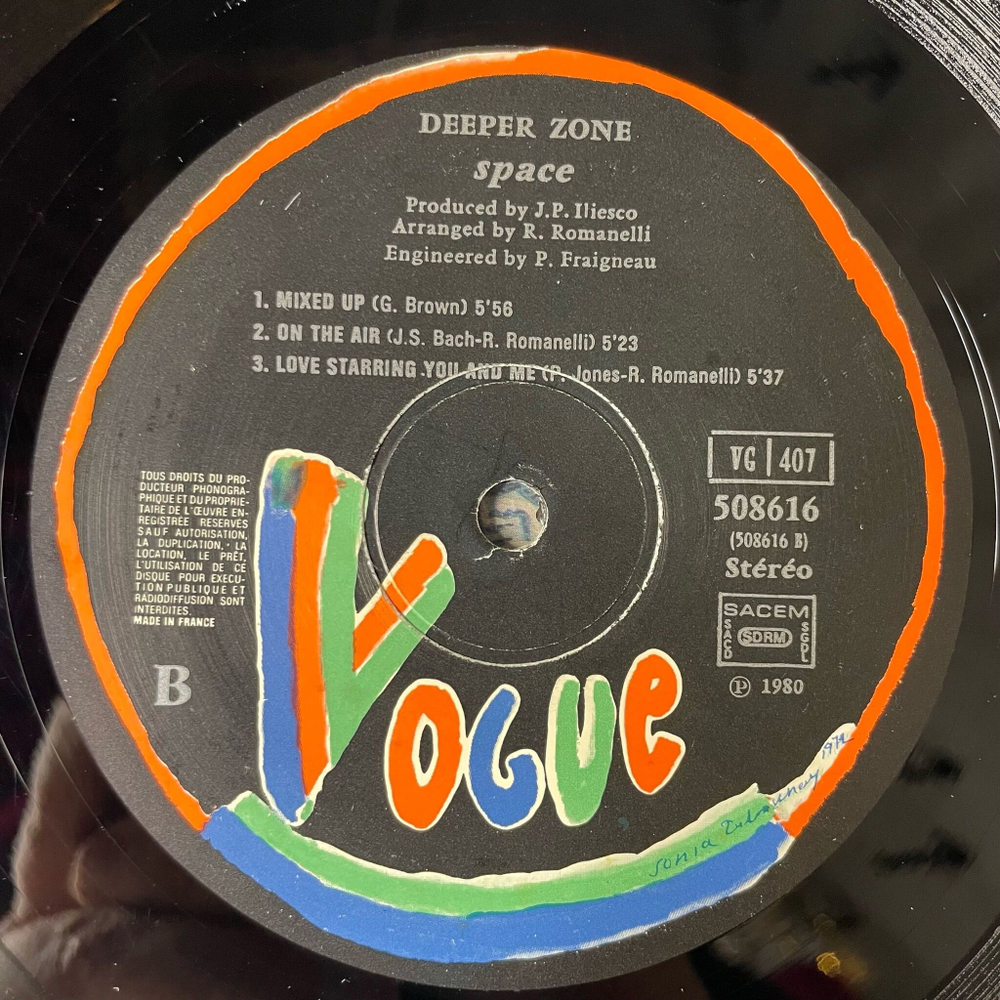 DEEPER ZONE
space
Produced by J.P. Iliesco
Arranged by R. Romanelli
Engineered by P. Fraigneau
1. MIXED UP (G. Brown) 5'56
2. ON THE AIR (J.S. Bach-R. Romanelli) 5'23
3. LOVE STARRING YOU AND ME (P. Jones-R. Romanelli) 5'37
VG | 407
508616
(508616 B)
Stéréo
SACEM
SACD SDRM SGDL
℗ 1980
TOUS DROITS DU PRO-
DUCTEUR PHONOGRA-
PHIQUE ET DU PROPRIE-
TAIRE DE L'ŒUVRE EN-
REGISTREE RESERVES
SAUF AUTORISATION,
LA DUPLICATION, LA
LOCATION, LE PRÊT,
L'UTILISATION DE CE
DISQUE POUR EXECU-
TION PUBLIQUE ET
RADIODIFFUSION SONT
INTERDITES.
MADE IN FRANCE
B
VOGUE
sonia